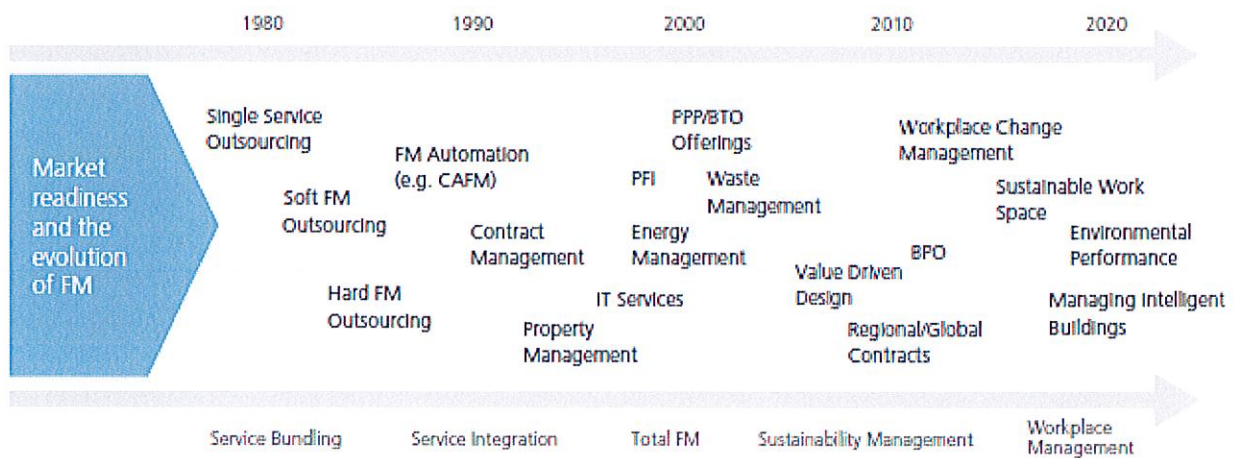 1980 1990 2000 2010 2020
Market
readiness
and the
evolution
of FM
Single Service
Outsourcing
Soft FM
Outsourcing
Hard FM
Outsourcing
FM Automation
(e.g. CAFM)
Contract
Management
Property
Management
IT Services
PPP/BTO
Offerings
PFI
Waste
Management
Energy
Management
Value Driven
Design
BPO
Regional/Global
Contracts
Workplace Change
Management
Sustainable Work
Space
Environmental
Performance
Managing Intelligent
Buildings
Service Bundling
Service Integration
Total FM
Sustainability Management
Workplace
Management